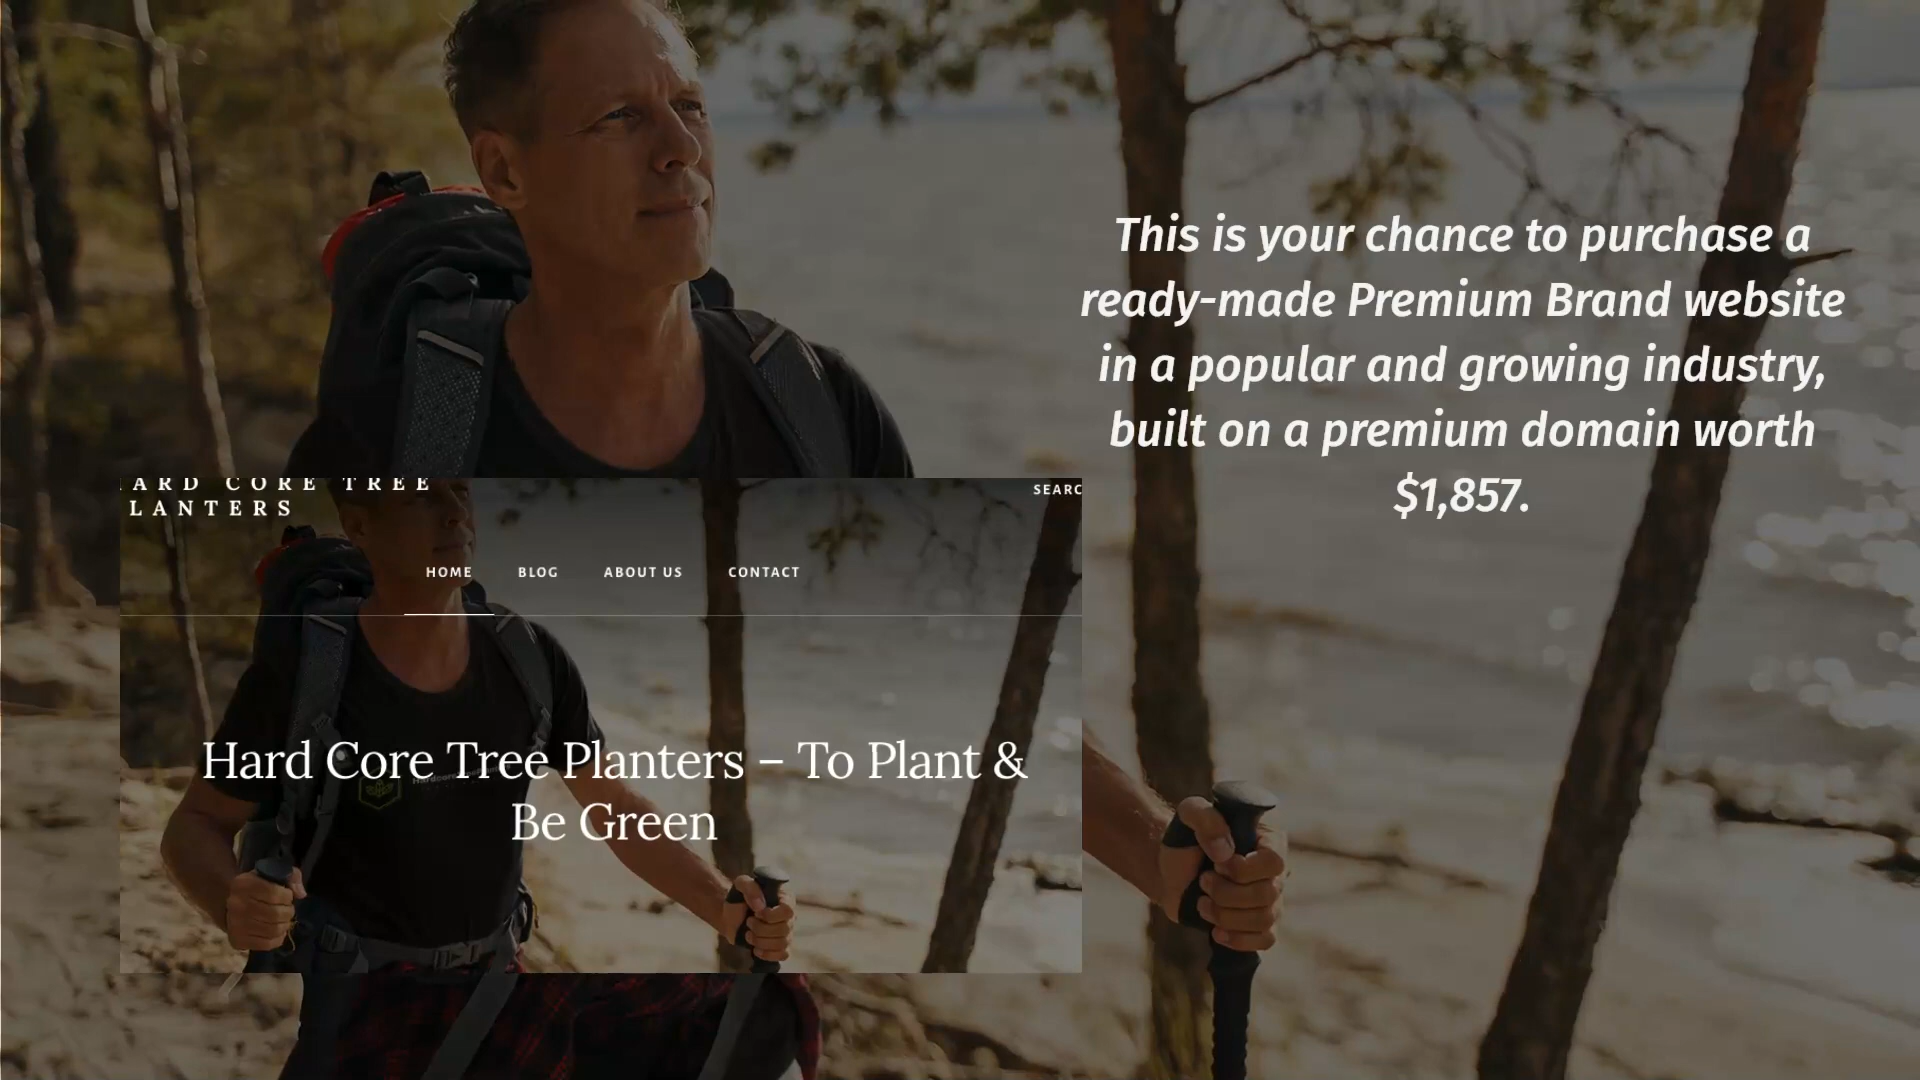 This is your chance to purchase a
ready-made Premium Brand website
in a popular and growing industry,
built on a premium domain worth
$1,857.
ARD CORE TREE
LANTERS
SEARC
HOME BLOG ABOUT US CONTACT
Hard Core Tree Planters – To Plant &
Be Green